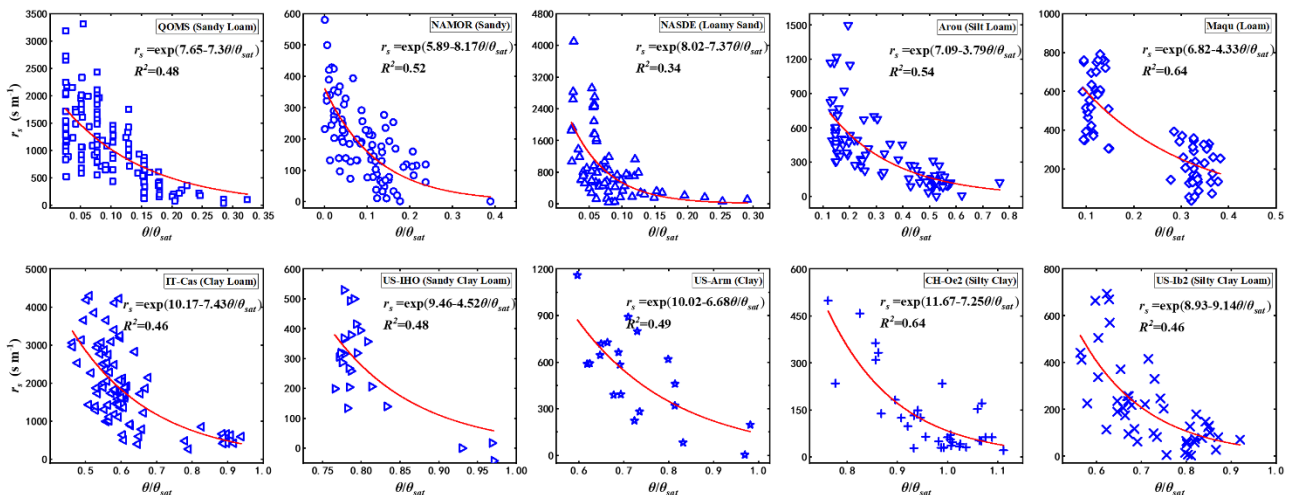 QOMS (Sandy Loam)
r_s =exp(7.65-7.30/θ_sat)
R²=0.48
r_s (s m⁻¹)
3500
3000
2500
2000
1500
1000
500
0
0.05 0.10 0.15 0.20 0.25 0.30 0.35
θ/θ_sat
NAMOR (Sandy)
r_s =exp(5.89-8.17θ/θ_sat)
R²=0.52
600
500
400
300
200
100
0
0.0 0.1 0.2 0.3 0.4
θ/θ_sat
NASDE (Loamy Sand)
r_s =exp(8.02-7.37θ/θ_sat)
R²=0.34
4800
4000
3200
2400
1600
800
0
0.05 0.10 0.15 0.20 0.25 0.30
θ/θ_sat
Arou (Silt Loam)
r_s =exp(7.09-3.79θ/θ_sat)
R²=0.54
1500
1200
900
600
300
0
0.1 0.2 0.3 0.4 0.5 0.6 0.7 0.8
θ/θ_sat
Maqu (Loam)
r_s =exp(6.82-4.33θ/θ_sat)
R²=0.64
1000
800
600
400
200
0.1 0.2 0.3 0.4 0.5
θ/θ_sat
IT-Cas (Clay Loam)
r_s =exp(10.17-7.43θ/θ_sat)
R²=0.46
r_s (s m⁻¹)
5000
4000
3000
2000
1000
0
0.5 0.6 0.7 0.8 0.9 1.0
θ/θ_sat
US-IHO (Sandy Clay Loam)
r_s =exp(9.46-4.52θ/θ_sat)
R²=0.48
600
500
400
300
200
100
0
0.75 0.80 0.85 0.90 0.95 1.00
θ/θ_sat
US-Arm (Clay)
r_s =exp(10.02-6.68θ/θ_sat)
R²=0.49
1200
900
600
300
0
0.6 0.7 0.8 0.9 1.0
θ/θ_sat
CH-Oe2 (Silty Clay)
r_s =exp(11.67-7.25θ/θ_sat)
R²=0.64
600
450
300
150
0
0.8 0.9 1.0 1.1
θ/θ_sat
US-Ib2 (Silty Clay Loam)
r_s =exp(8.93-9.14θ/θ_sat)
R²=0.46
800
600
400
200
0
0.6 0.7 0.8 0.9 1.0
θ/θ_sat